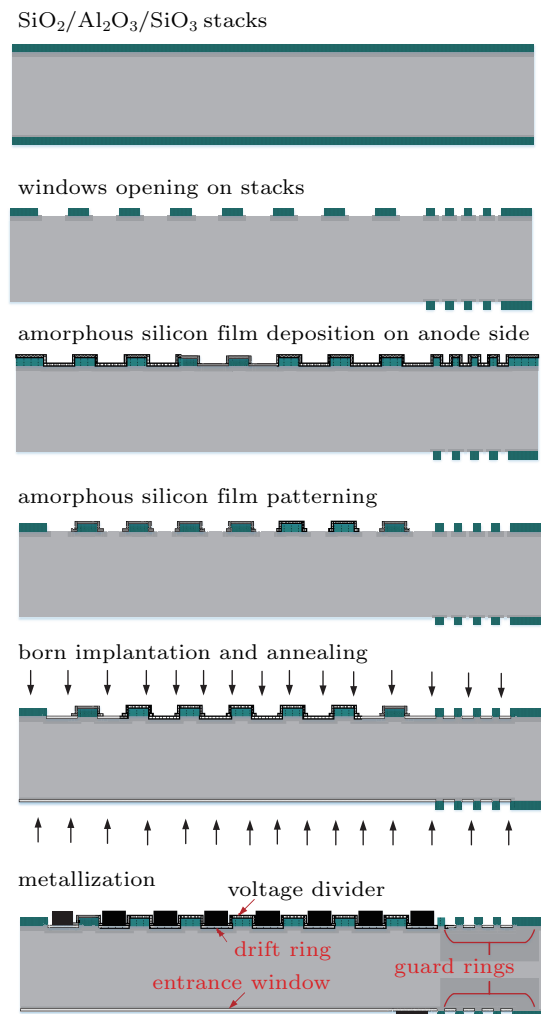 SiO₂/Al₂O₃/SiO₃ stacks
windows opening on stacks
amorphous silicon film deposition on anode side
amorphous silicon film patterning
born implantation and annealing
metallization
voltage divider
drift ring
guard rings
entrance window